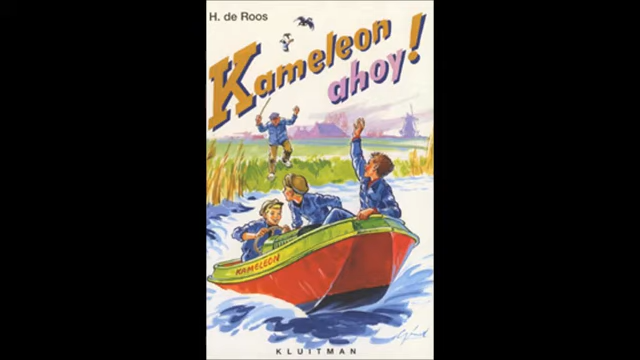 H. de Roos
Kameleon
ahoy!
KAMELEON
KLUITMAN